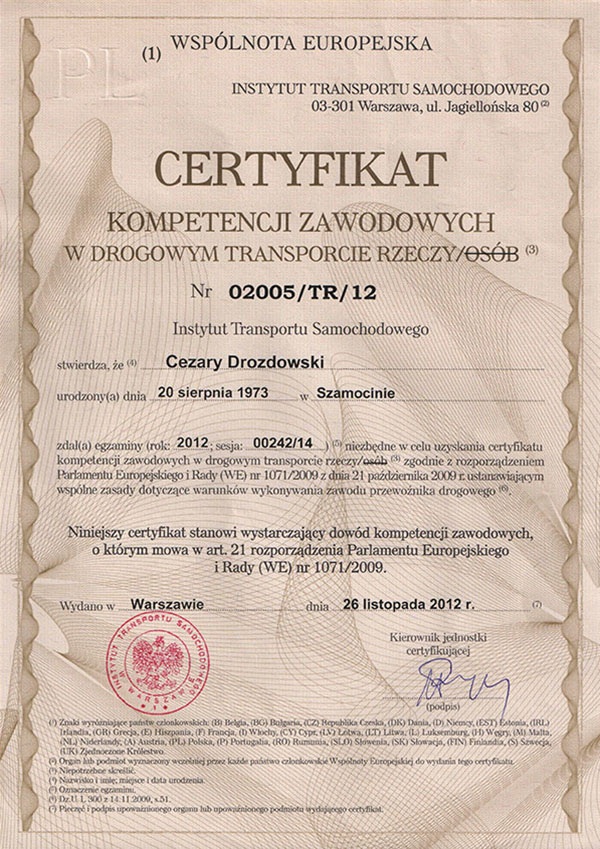 PL
(1) WSPÓLNOTA EUROPEJSKA
INSTYTUT TRANSPORTU SAMOCHODOWEGO
03-301 Warszawa, ul. Jagiellońska 80 (2)
CERTYFIKAT
KOMPETENCJI ZAWODOWYCH
W DROGOWYM TRANSPORCIE RZECZY/OSÓB (3)
Nr 02005/TR/12
Instytut Transportu Samochodowego
stwierdza, że (4) Cezary Drozdowski
urodzony(a) dnia 20 sierpnia 1973 w Szamocinie
zdał(a) egzaminy (rok: 2012; sesja: 00242/14 ) (5) niezbędne w celu uzyskania certyfikatu
kompetencji zawodowych w drogowym transporcie rzeczy/osób (3) zgodnie z rozporządzeniem
Parlamentu Europejskiego i Rady (WE) nr 1071/2009 z dnia 21 października 2009 r. ustanawiającym
wspólne zasady dotyczące warunków wykonywania zawodu przewoźnika drogowego (6).
Niniejszy certyfikat stanowi wystarczający dowód kompetencji zawodowych,
o którym mowa w art. 21 rozporządzenia Parlamentu Europejskiego
i Rady (WE) nr 1071/2009.
Wydano w Warszawie dnia 26 listopada 2012 r. (7)
INSTYTUT TRANSPORTU SAMOCHODOWEGO
W WARSZAWIE
Kierownik jednostki
certyfikującej
(podpis)
(1) Znaki wyróżniające państw członkowskich: (B) Belgia, (BG) Bułgaria, (CZ) Republika Czeska, (DK) Dania, (D) Niemcy, (EST) Estonia, (IRL)
Irlandia, (GR) Grecja, (E) Hiszpania, (F) Francja, (I) Włochy, (CY) Cypr, (LV) Łotwa, (LT) Litwa, (L) Luksemburg, (H) Węgry, (M) Malta,
(NL) Niderlandy, (A) Austria, (PL) Polska, (P) Portugalia, (RO) Rumunia, (SLO) Słowenia, (SK) Słowacja, (FIN) Finlandia, (S) Szwecja,
(UK) Zjednoczone Królestwo.
(2) Organ lub podmiot wyznaczony wcześniej przez każde państwo członkowskie Wspólnoty Europejskiej do wydania tego certyfikatu.
(3) Niepotrzebne skreślić.
(4) Nazwisko i imię; miejsce i data urodzenia.
(5) Oznaczenie egzaminu.
(6) Dz.U. L 300 z 14.11.2009, s.51.
(7) Pieczęć i podpis upoważnionego organu lub upoważnionego podmiotu wydającego certyfikat.